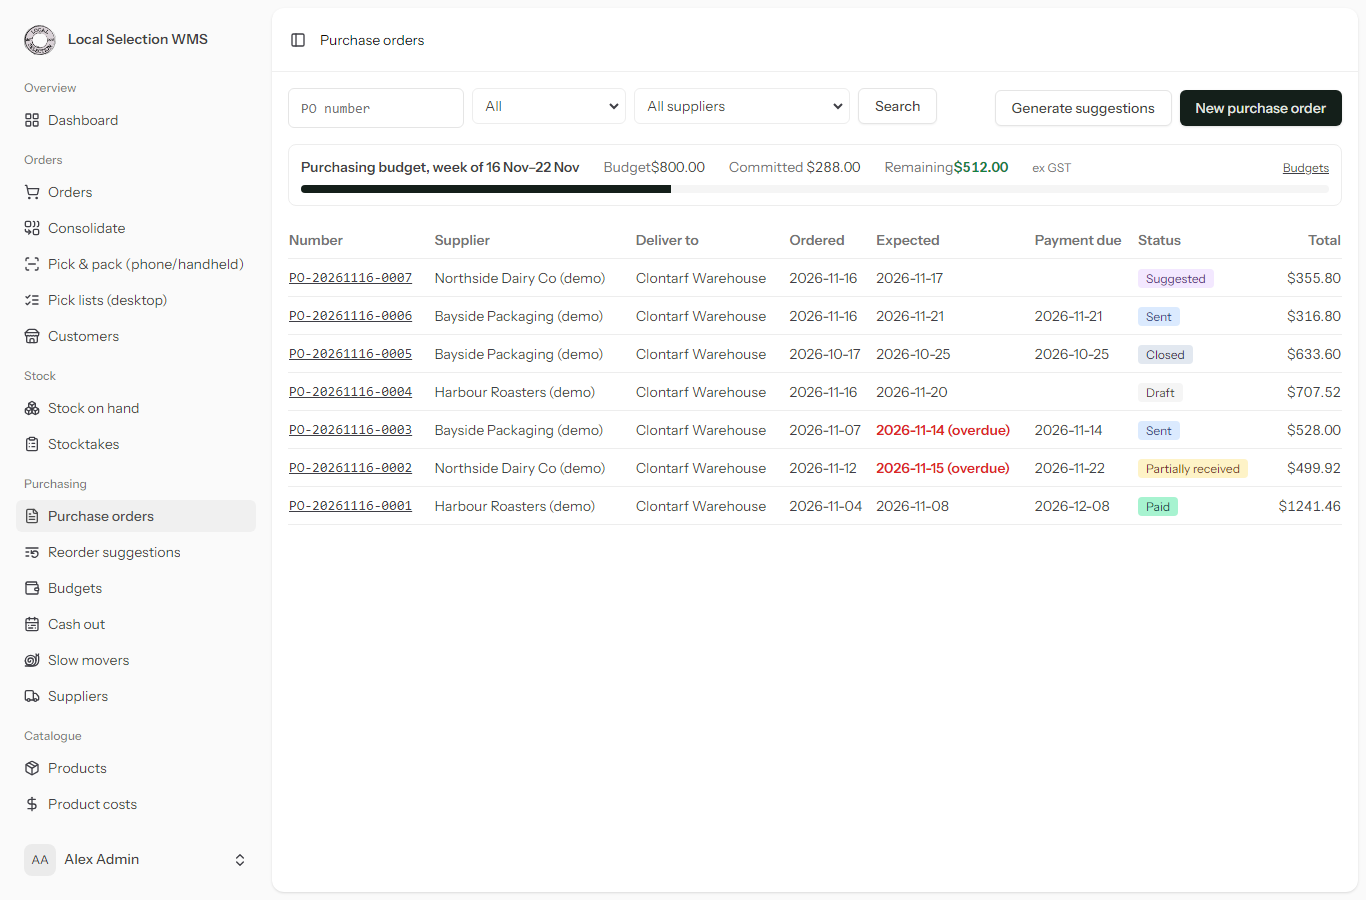 Local Selection WMS
Overview
Dashboard
Orders
Orders
Consolidate
Pick & pack (phone/handheld)
Pick lists (desktop)
Customers
Stock
Stock on hand
Stocktakes
Purchasing
Purchase orders
Reorder suggestions
Budgets
Cash out
Slow movers
Suppliers
Catalogue
Products
Product costs
AA Alex Admin
Purchase orders
PO number All All suppliers Search Generate suggestions New purchase order
Purchasing budget, week of 16 Nov–22 Nov Budget$800.00 Committed $288.00 Remaining$512.00 ex GST Budgets
Number Supplier Deliver to Ordered Expected Payment due Status Total
PO-20261116-0007 Northside Dairy Co (demo) Clontarf Warehouse 2026-11-16 2026-11-17 Suggested $355.80
PO-20261116-0006 Bayside Packaging (demo) Clontarf Warehouse 2026-11-16 2026-11-21 2026-11-21 Sent $316.80
PO-20261116-0005 Bayside Packaging (demo) Clontarf Warehouse 2026-10-17 2026-10-25 2026-10-25 Closed $633.60
PO-20261116-0004 Harbour Roasters (demo) Clontarf Warehouse 2026-11-16 2026-11-20 Draft $707.52
PO-20261116-0003 Bayside Packaging (demo) Clontarf Warehouse 2026-11-07 2026-11-14 (overdue) 2026-11-14 Sent $528.00
PO-20261116-0002 Northside Dairy Co (demo) Clontarf Warehouse 2026-11-12 2026-11-15 (overdue) 2026-11-22 Partially received $499.92
PO-20261116-0001 Harbour Roasters (demo) Clontarf Warehouse 2026-11-04 2026-11-08 2026-12-08 Paid $1241.46